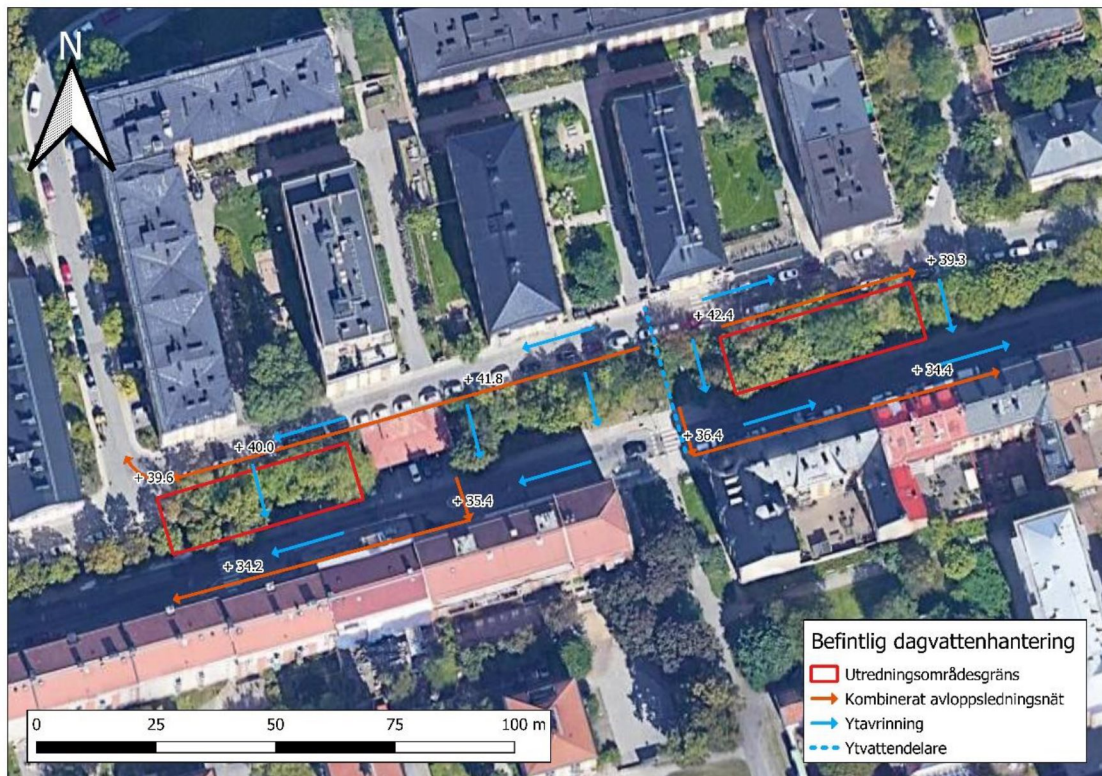 N
+ 39.3
+ 42.4
+ 41.8
+ 34.4
+ 36.4
+ 40.0
+ 39.6
+ 35.4
+ 34.2
Befintlig dagvattenhantering
Utredningsområdesgräns
Kombinerat avloppsledningsnät
Ytavrinning
Ytvattendelare
0 25 50 75 100 m